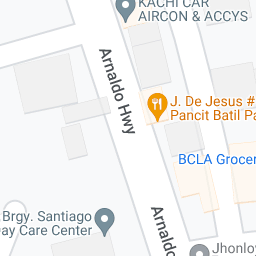 KACHI CAR
AIRCON & ACCYS
Arnaldo Hwy
J. De Jesus #
Pancit Batil Pa
BCLA Grocer
Brgy. Santiago
Day Care Center
Arnaldo
Jhonlo